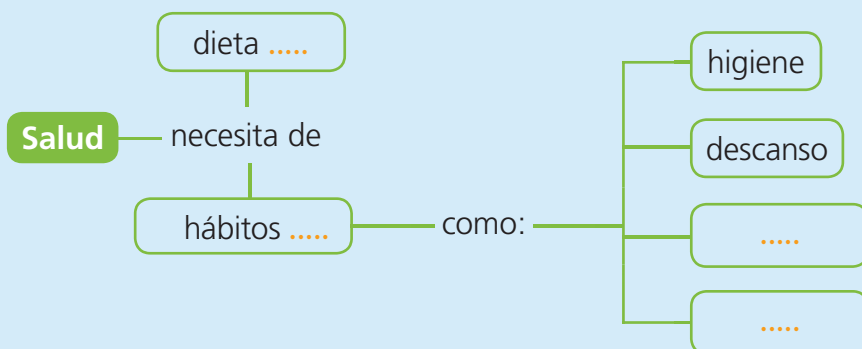 dieta .....
Salud
necesita de
hábitos .....
como:
higiene
descanso
.....
.....